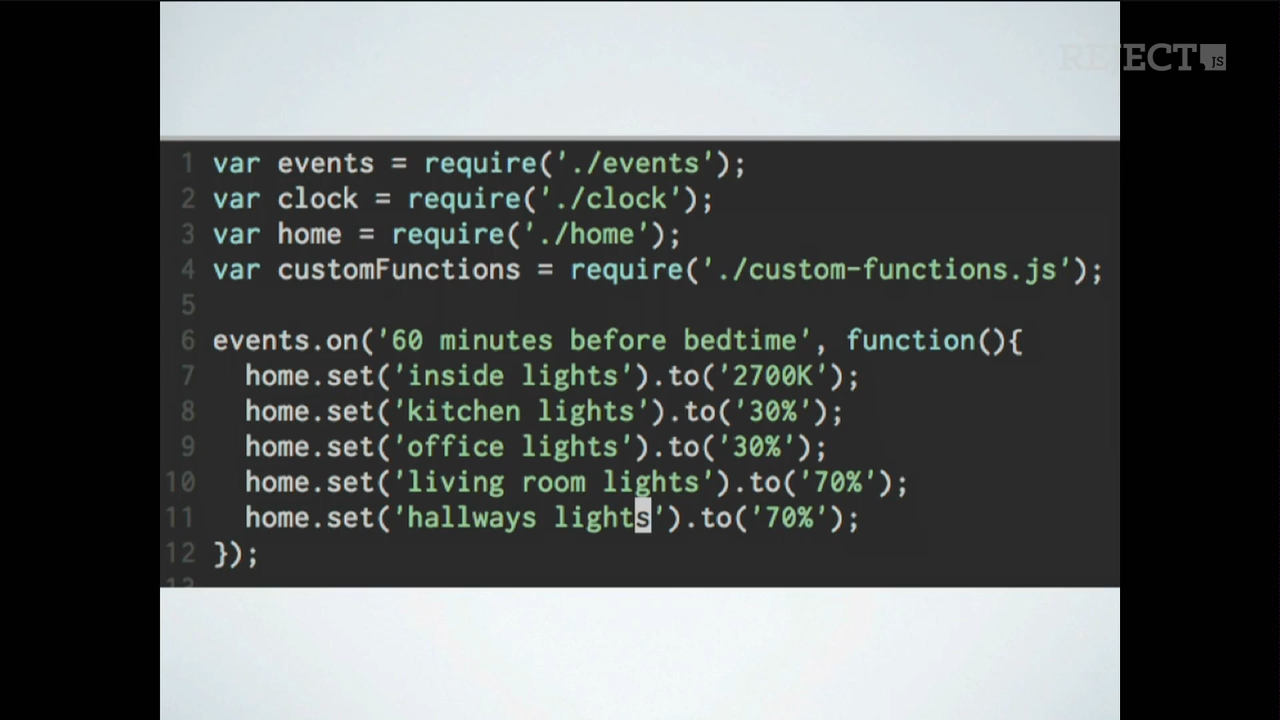 REJECT JS
1 var events = require('./events');
2 var clock = require('./clock');
3 var home = require('./home');
4 var customFunctions = require('./custom-functions.js');
5
6 events.on('60 minutes before bedtime', function(){
7   home.set('inside lights').to('2700K');
8   home.set('kitchen lights').to('30%');
9   home.set('office lights').to('30%');
10   home.set('living room lights').to('70%');
11   home.set('hallways lights').to('70%');
12 });
13